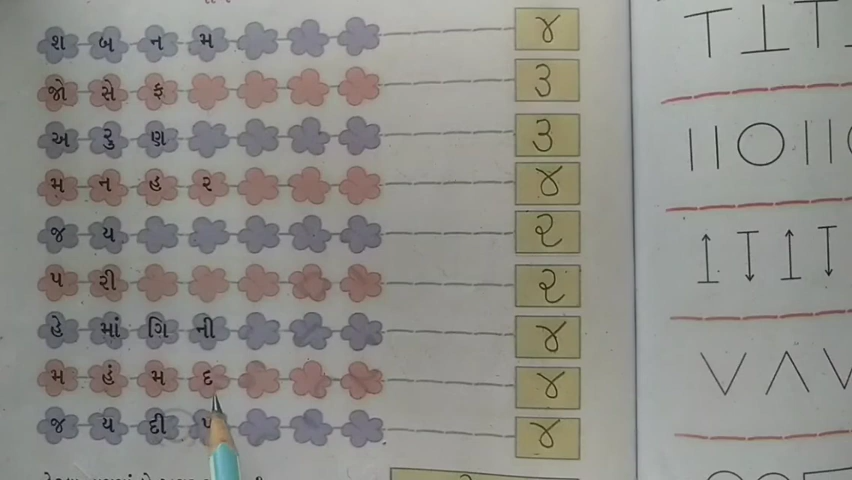 શ બ ન મ ૪
જો સે ફ ૩
અ રુ ણ ૩
મ ન હ ર ૪
જ ય ૨
પ રી ૨
હે માં ગિ ની ૪
મ હં મ દ ૪
જ ય દી પ ૪